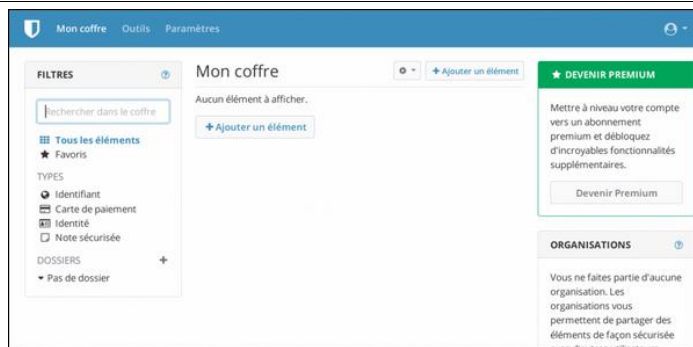 Mon coffre Outils Paramètres
FILTRES
Rechercher dans le coffre
Tous les éléments
Favoris
TYPES
Identifiant
Carte de paiement
Identité
Note sécurisée
DOSSIERS
Pas de dossier
Mon coffre
+ Ajouter un élément
Aucun élément à afficher.
+ Ajouter un élément
DEVENIR PREMIUM
Mettre à niveau votre compte
vers un abonnement
premium et débloquez
d'incroyables fonctionnalités
supplémentaires.
Devenir Premium
ORGANISATIONS
Vous ne faites partie d'aucune
organisation. Les
organisations vous
permettent de partager des
éléments de façon sécurisée